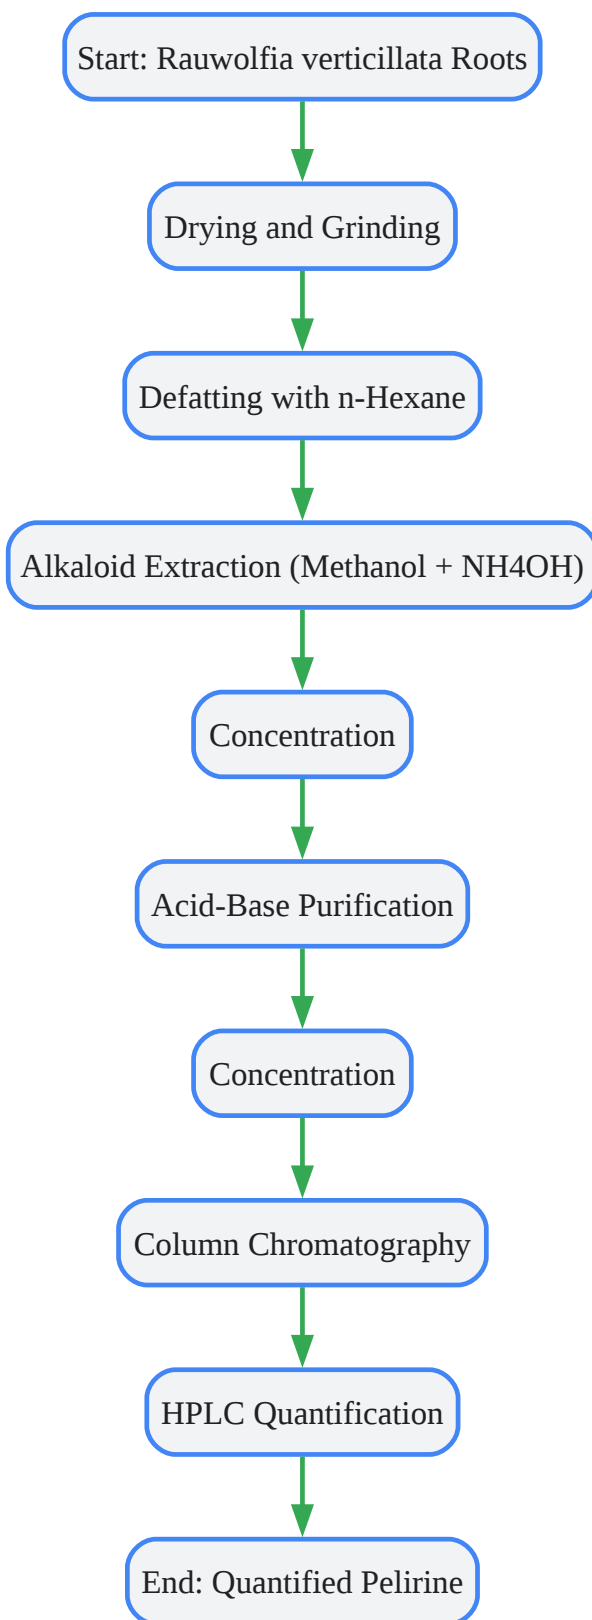 Start: Rauwolfia verticillata Roots
Drying and Grinding
Defatting with n-Hexane
Alkaloid Extraction (Methanol + NH4OH)
Concentration
Acid-Base Purification
Concentration
Column Chromatography
HPLC Quantification
End: Quantified Pelirine